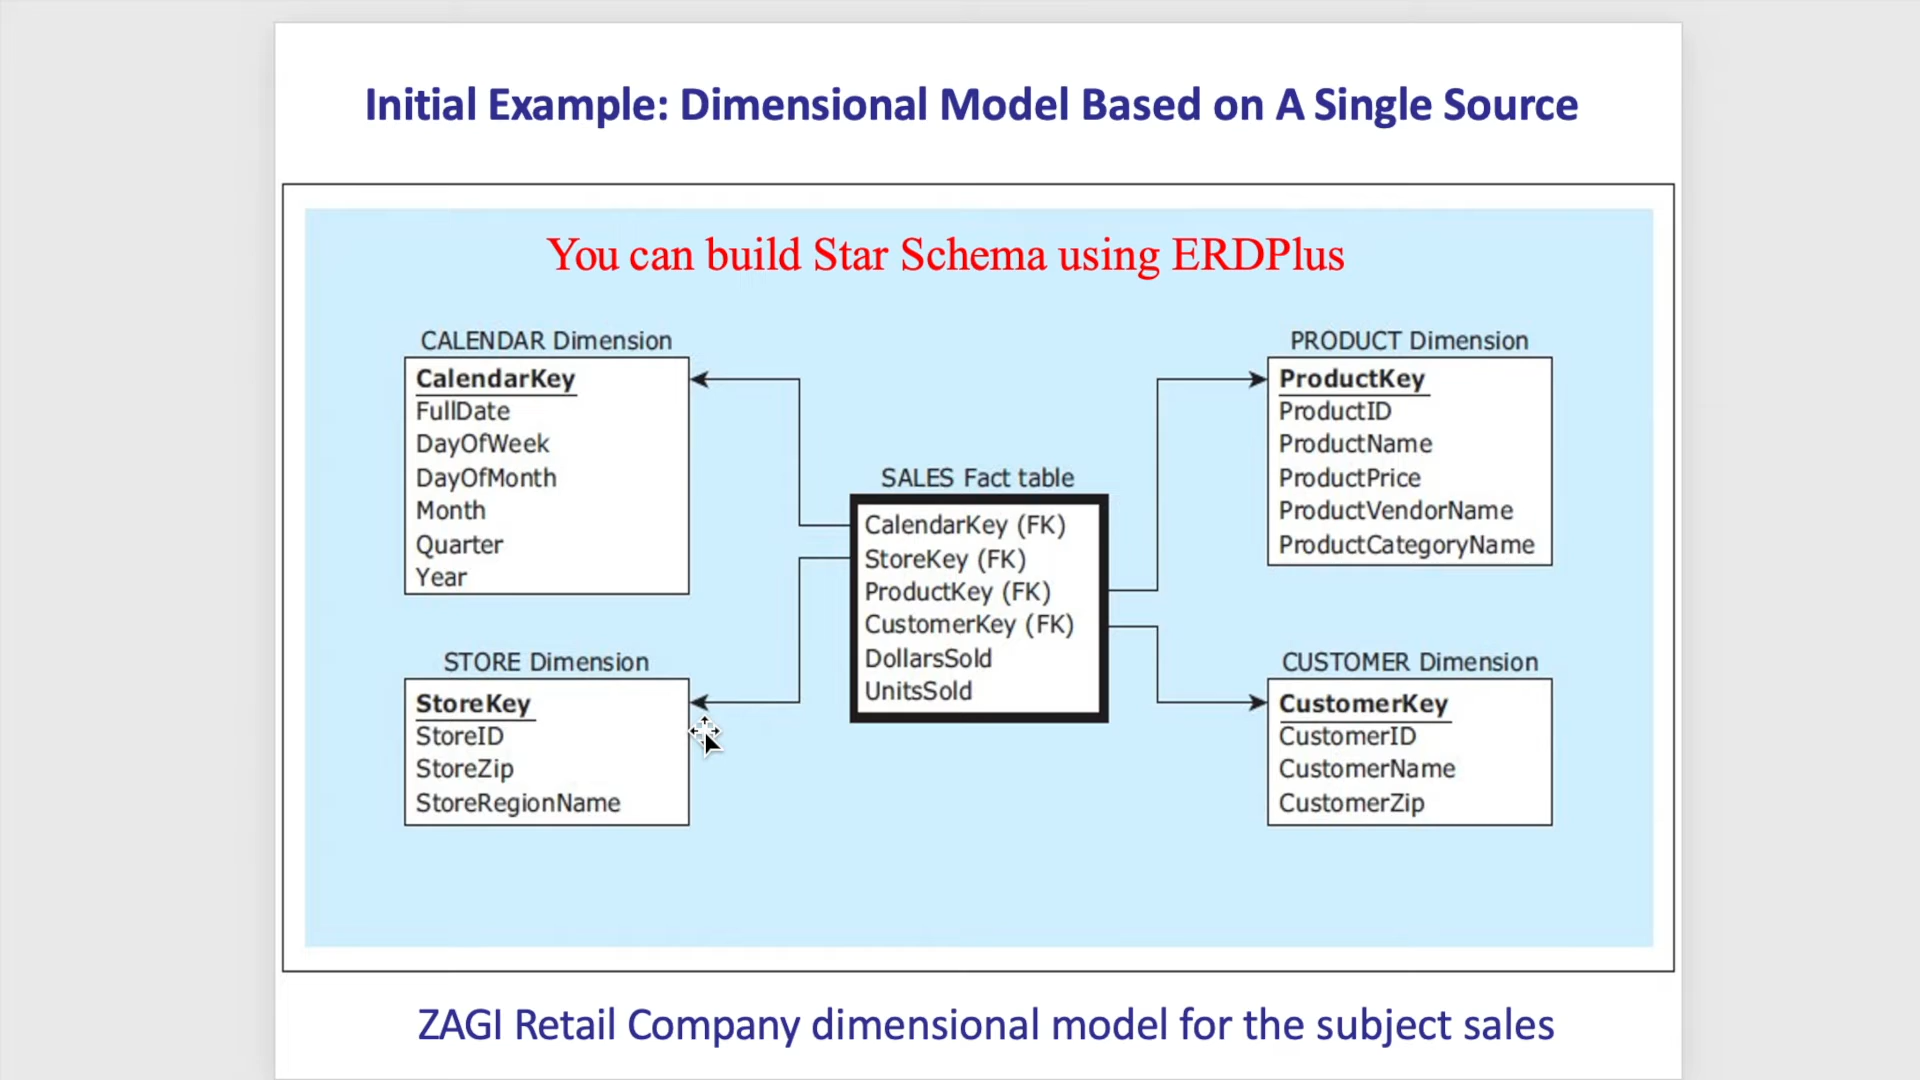 Initial Example: Dimensional Model Based on A Single Source
You can build Star Schema using ERDPlus
CALENDAR Dimension
CalendarKey
FullDate
DayOfWeek
DayOfMonth
Month
Quarter
Year
STORE Dimension
StoreKey
StoreID
StoreZip
StoreRegionName
SALES Fact table
CalendarKey (FK)
StoreKey (FK)
ProductKey (FK)
CustomerKey (FK)
DollarsSold
UnitsSold
PRODUCT Dimension
ProductKey
ProductID
ProductName
ProductPrice
ProductVendorName
ProductCategoryName
CUSTOMER Dimension
CustomerKey
CustomerID
CustomerName
CustomerZip
ZAGI Retail Company dimensional model for the subject sales